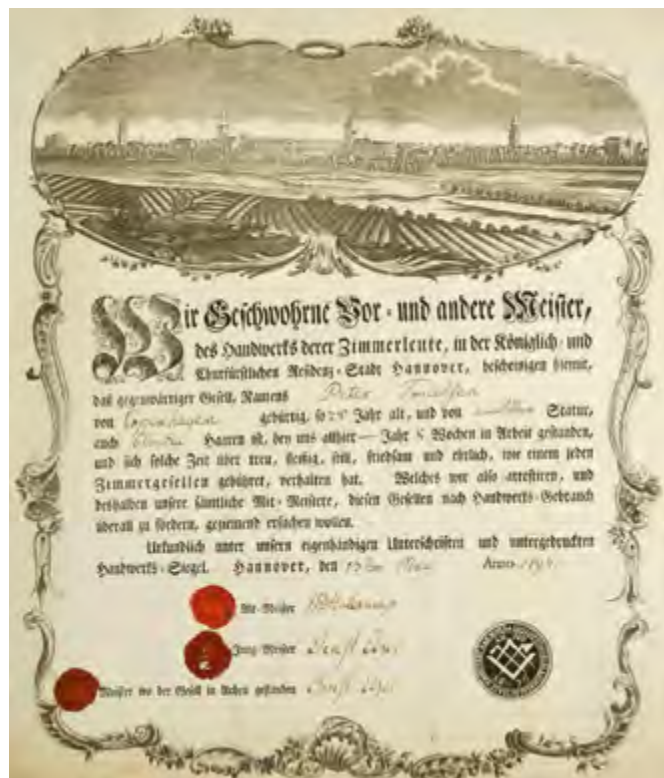 Wir Geschwohrne Vor- und andere Meister,
des Handwerks derer Zimmerleute, in der Königlich- und
Churfürstlichen Residenz-Stadt Hannover, bescheinigen hiermit,
daß gegenwärtiger Gesell, Namens Peter
von Copenhagen gebürtig, so 25 Jahr alt, und von Statur,
auch Haaren ist, bey uns allhier — Jahr 8 Wochen in Arbeit gestanden,
und sich solche Zeit über treu, fleißig, still, friedsam und ehrlich, wie einem jeden
Zimmergesellen gebühret, verhalten hat. Welches wir also attestiren, und
deshalben unsere sämtliche Mit-Meistere, diesen Gesellen nach Handwerks-Gebrauch
überall zu fördern, geziemend ersuchen wollen.
Urkundlich unter unsern eigenhändigen Unterschriften und untergedruckten
Handwerks-Siegel. Hannover, den Anno
Alt-Meister
Jung-Meister
Meister wo der Gesell in Arbeit gestanden